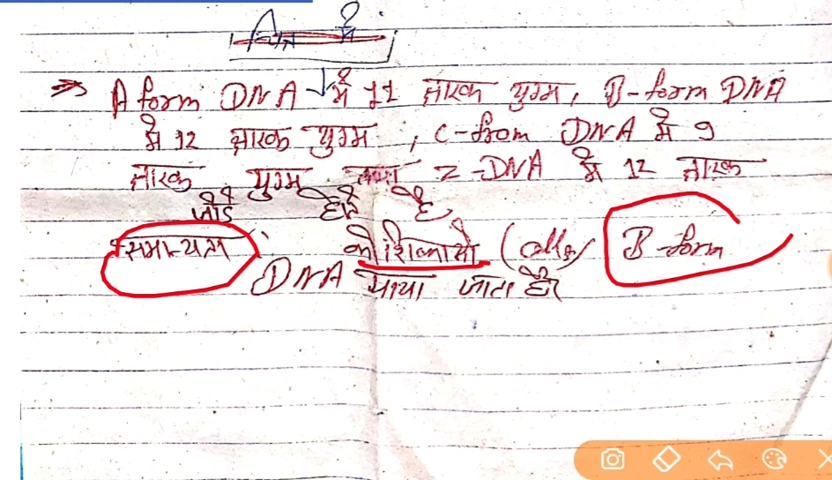 चित्र में
⇒ A form DNA में 11 क्षारक युग्म, B-form DNA
में 12 क्षारक युग्म, C-from DNA में 9
क्षारक युग्म तथा Z-DNA में 12 क्षारक
जोड़े होते है
सामान्यतः कोशिकाओ (cells) B-form
DNA पाया जाता है।